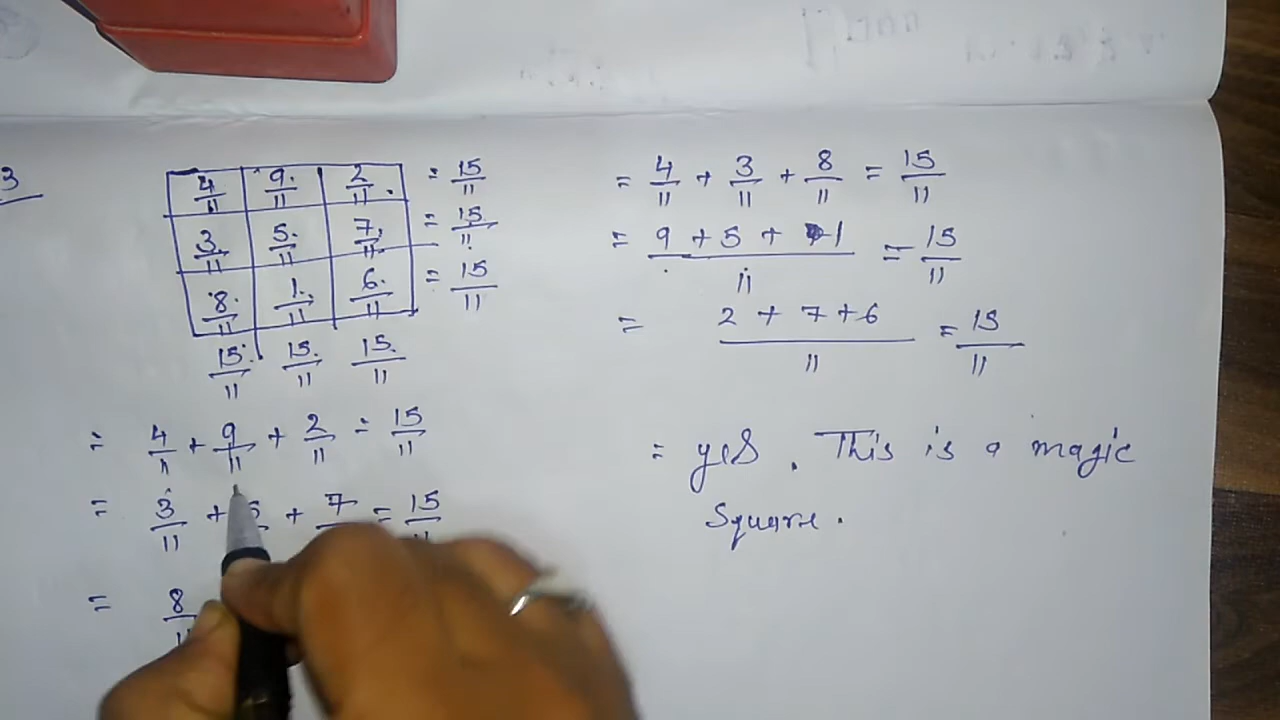 3
4/11 9/11 2/11 = 15/11
3/11 5/11 7/11 = 15/11
8/11 1/11 6/11 = 15/11
15/11 15/11 15/11
= 4/11 + 9/11 + 2/11 = 15/11
= 3/11 + 5 + 7 = 15/11
= 8/11
= 4/11 + 3/11 + 8/11 = 15/11
= 9 + 5 + 1 / 11 = 15/11
= 2 + 7 + 6 / 11 = 15/11
= yes. This is a magic
Square.